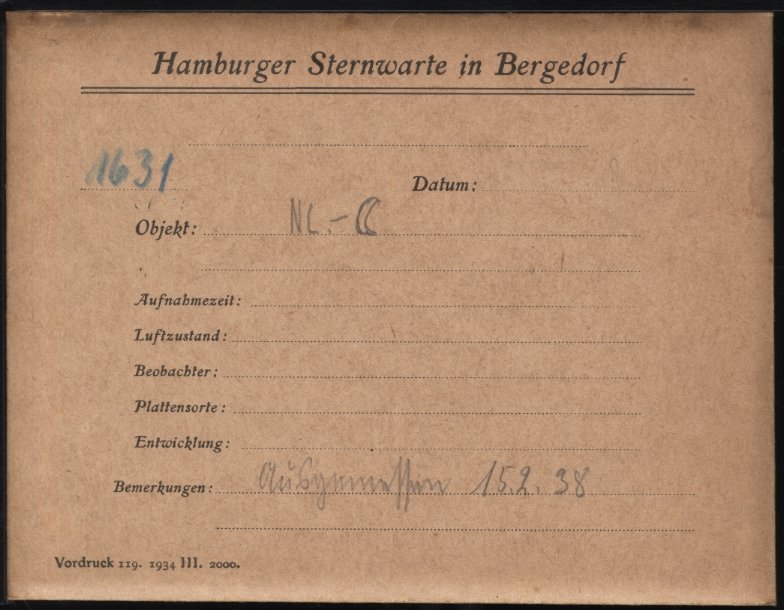 Hamburger Sternwarte in Bergedorf
1631
Datum:
Objekt: NL.-☾
Aufnahmezeit:
Luftzustand:
Beobachter:
Plattensorte:
Entwicklung:
Bemerkungen: Ausgemessen 15.2.38
Vordruck 119. 1934 III. 2000.